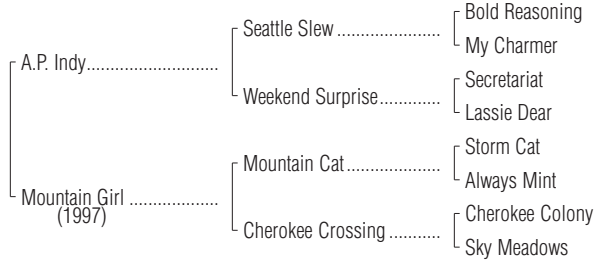 Bold Reasoning
Seattle Slew ....................
My Charmer
A.P. Indy...........................
Secretariat
Weekend Surprise............
Lassie Dear
Storm Cat
Mountain Cat..................
Always Mint
Mountain Girl ..................
(1997)
Cherokee Colony
Cherokee Crossing ..........
Sky Meadows